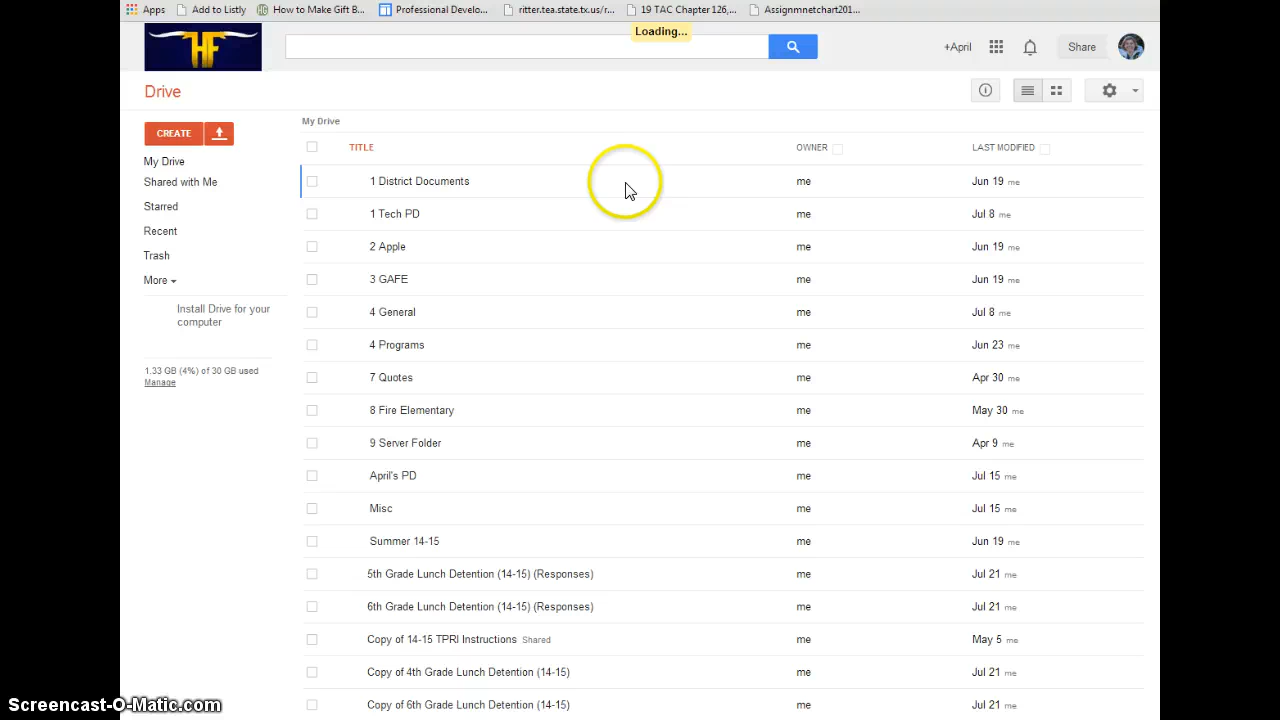 Apps Add to Listly How to Make Gift B... Professional Develo... ritter.tea.state.tx.us/r... 19 TAC Chapter 126,... Assignmnetchart201...
Loading...
HF
+April Share
Drive
CREATE
My Drive
Shared with Me
Starred
Recent
Trash
More
Install Drive for your
computer
1.33 GB (4%) of 30 GB used
Manage
My Drive
TITLE OWNER LAST MODIFIED
1 District Documents me Jun 19 me
1 Tech PD me Jul 8 me
2 Apple me Jun 19 me
3 GAFE me Jun 19 me
4 General me Jul 8 me
4 Programs me Jun 23 me
7 Quotes me Apr 30 me
8 Fire Elementary me May 30 me
9 Server Folder me Apr 9 me
April's PD me Jul 15 me
Misc me Jul 15 me
Summer 14-15 me Jun 19 me
5th Grade Lunch Detention (14-15) (Responses) me Jul 21 me
6th Grade Lunch Detention (14-15) (Responses) me Jul 21 me
Copy of 14-15 TPRI Instructions Shared me May 5 me
Copy of 4th Grade Lunch Detention (14-15) me Jul 21 me
Copy of 6th Grade Lunch Detention (14-15) me Jul 21 me
Screencast-O-Matic.com